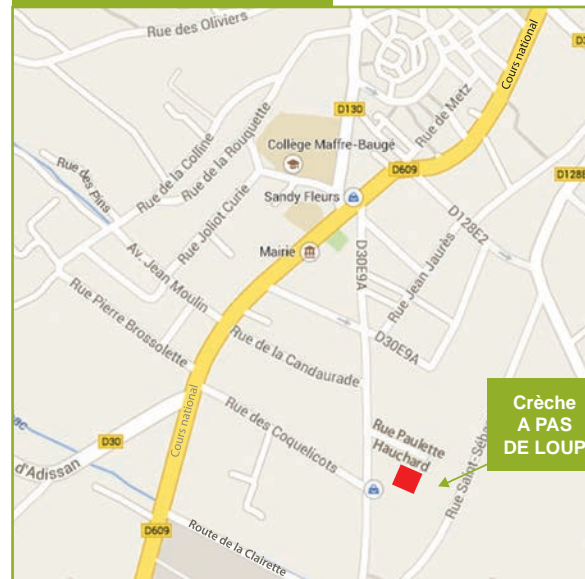 Rue des Oliviers
Cours national
D130
Rue de Metz
Collège Maffre-Baugé
D609
Rue de la Colline
Rue de la Rouquette
Rue des Pins
Sandy Fleurs
D128E2
Rue Joliot Curie
Mairie
D30E9A
Rue Jean Jaurès
Av. Jean Moulin
Rue Pierre Brossolette
Rue de la Candaurade
D30E9A
Crèche
A PAS
DE LOUP
Rue Paulette
Hauchard
Rue des Coquelicots
Cours national
D30
d'Adissan
D609
Route de la Clairette